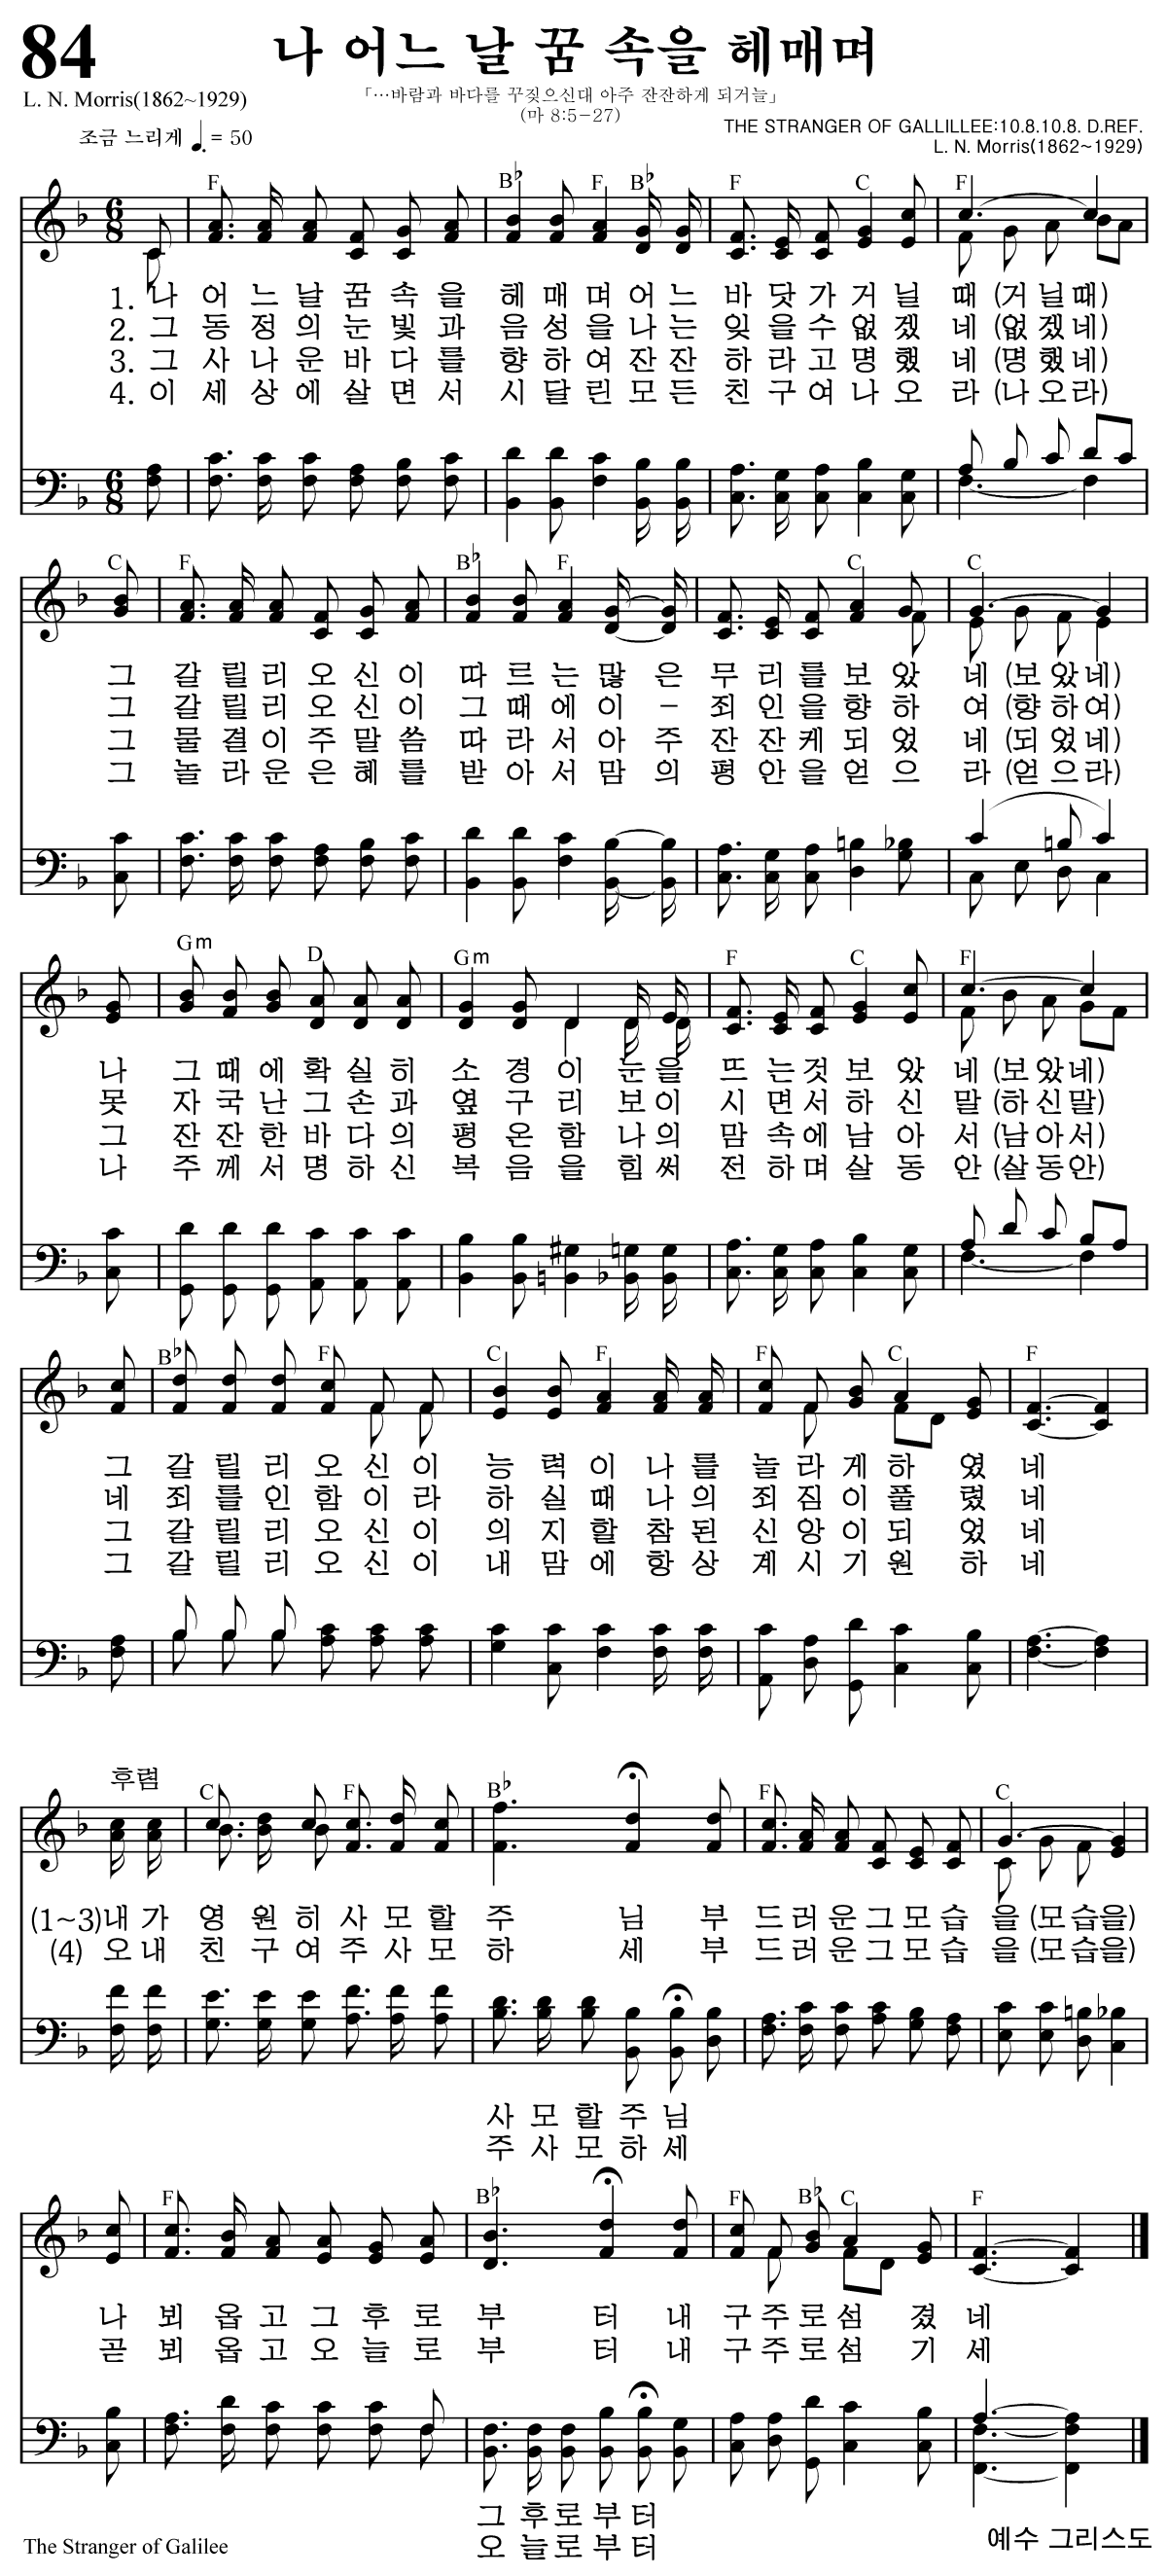 84
나 어느 날 꿈 속을 헤매며
L. N. Morris(1862~1929)
「…바람과 바다를 꾸짖으신대 아주 잔잔하게 되거늘」
(마 8:5-27)
조금 느리게 ♩. = 50
THE STRANGER OF GALLILLEE:10.8.10.8. D.REF.
L. N. Morris(1862~1929)
F B♭ F B♭ F C F
1. 나 어 느 날 꿈 속 을 헤 매 며 어 느 바 닷 가 거 닐 때 (거 닐 때)
2. 그 동 정 의 눈 빛 과 음 성 을 나 는 잊 을 수 없 겠 네 (없 겠 네)
3. 그 사 나 운 바 다 를 향 하 여 잔 잔 하 라 고 명 했 네 (명 했 네)
4. 이 세 상 에 살 면 서 시 달 린 모 든 친 구 여 나 오 라 (나 오 라)
C F B♭ F C C
그 갈 릴 리 오 신 이 따 르 는 많 은 무 리 를 보 았 네 (보 았 네)
그 갈 릴 리 오 신 이 그 때 에 이 - 죄 인 을 향 하 여 (향 하 여)
그 물 결 이 주 말 씀 따 라 서 아 주 잔 잔 케 되 었 네 (되 었 네)
그 놀 라 운 은 혜 를 받 아 서 맘 의 평 안 을 얻 으 라 (얻 으 라)
Gm D Gm F C F
나 그 때 에 확 실 히 소 경 이 눈 을 뜨 는 것 보 았 네 (보 았 네)
못 자 국 난 그 손 과 옆 구 리 보 이 시 면 서 하 신 말 (하 신 말)
그 잔 잔 한 바 다 의 평 온 함 나 의 맘 속 에 남 아 서 (남 아 서)
나 주 께 서 명 하 신 복 음 을 힘 써 전 하 며 살 동 안 (살 동 안)
B♭ F C F F C F
그 갈 릴 리 오 신 이 능 력 이 나 를 놀 라 게 하 였 네
네 죄 를 인 함 이 라 하 실 때 나 의 죄 짐 이 풀 렸 네
그 갈 릴 리 오 신 이 의 지 할 참 된 신 앙 이 되 었 네
그 갈 릴 리 오 신 이 내 맘 에 항 상 계 시 기 원 하 네
후렴
C F B♭ F C
(1~3)내 가 영 원 히 사 모 할 주 님 부 드 러 운 그 모 습 을 (모 습을)
(4) 오 내 친 구 여 주 사 모 하 세 부 드 러 운 그 모 습 을 (모 습을)
사 모 할 주 님
주 사 모 하 세
F B♭ F B♭ C F
나 뵈 옵 고 그 후 로 부 터 내 구 주 로 섬 겼 네
곧 뵈 옵 고 오 늘 로 부 터 내 구 주 로 섬 기 세
그 후 로 부 터
오 늘 로 부 터
The Stranger of Galilee
예수 그리스도